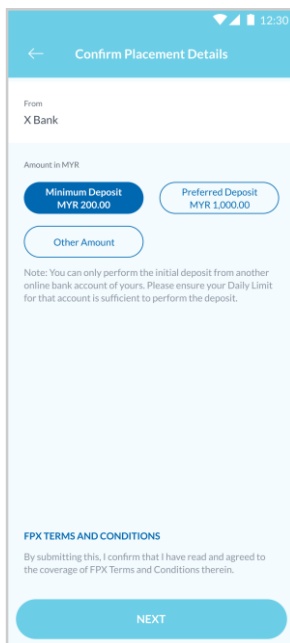 12:30
Confirm Placement Details
From
X Bank
Amount in MYR
Minimum Deposit
MYR 200.00
Preferred Deposit
MYR 1,000.00
Other Amount
Note: You can only perform the initial deposit from another
online bank account of yours. Please ensure your Daily Limit
for that account is sufficient to perform the deposit.
FPX TERMS AND CONDITIONS
By submitting this, I confirm that I have read and agreed to
the coverage of FPX Terms and Conditions therein.
NEXT